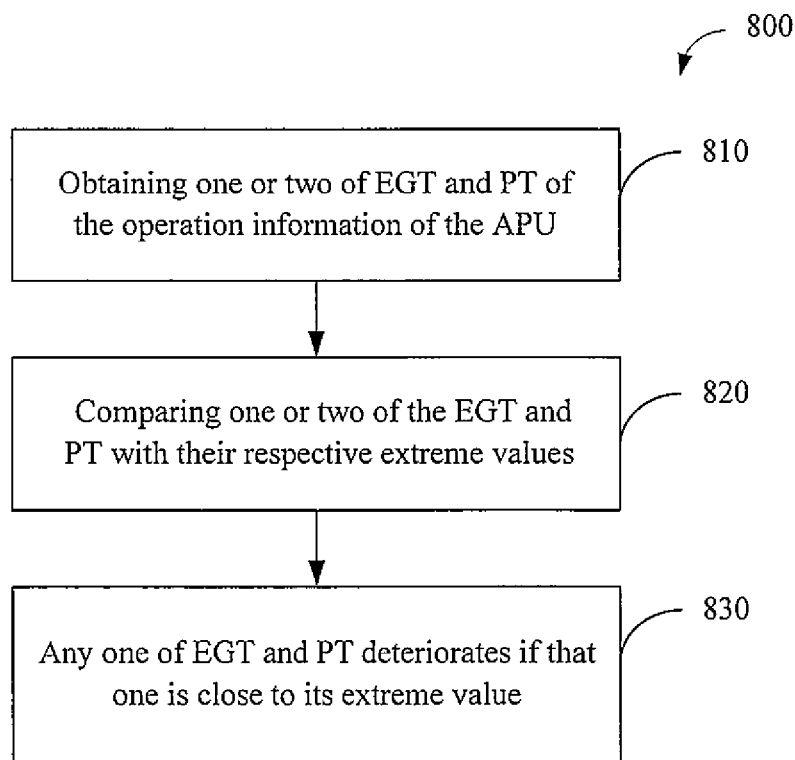 800
810
Obtaining one or two of EGT and PT of
the operation information of the APU
820
Comparing one or two of the EGT and
PT with their respective extreme values
830
Any one of EGT and PT deteriorates if that
one is close to its extreme value